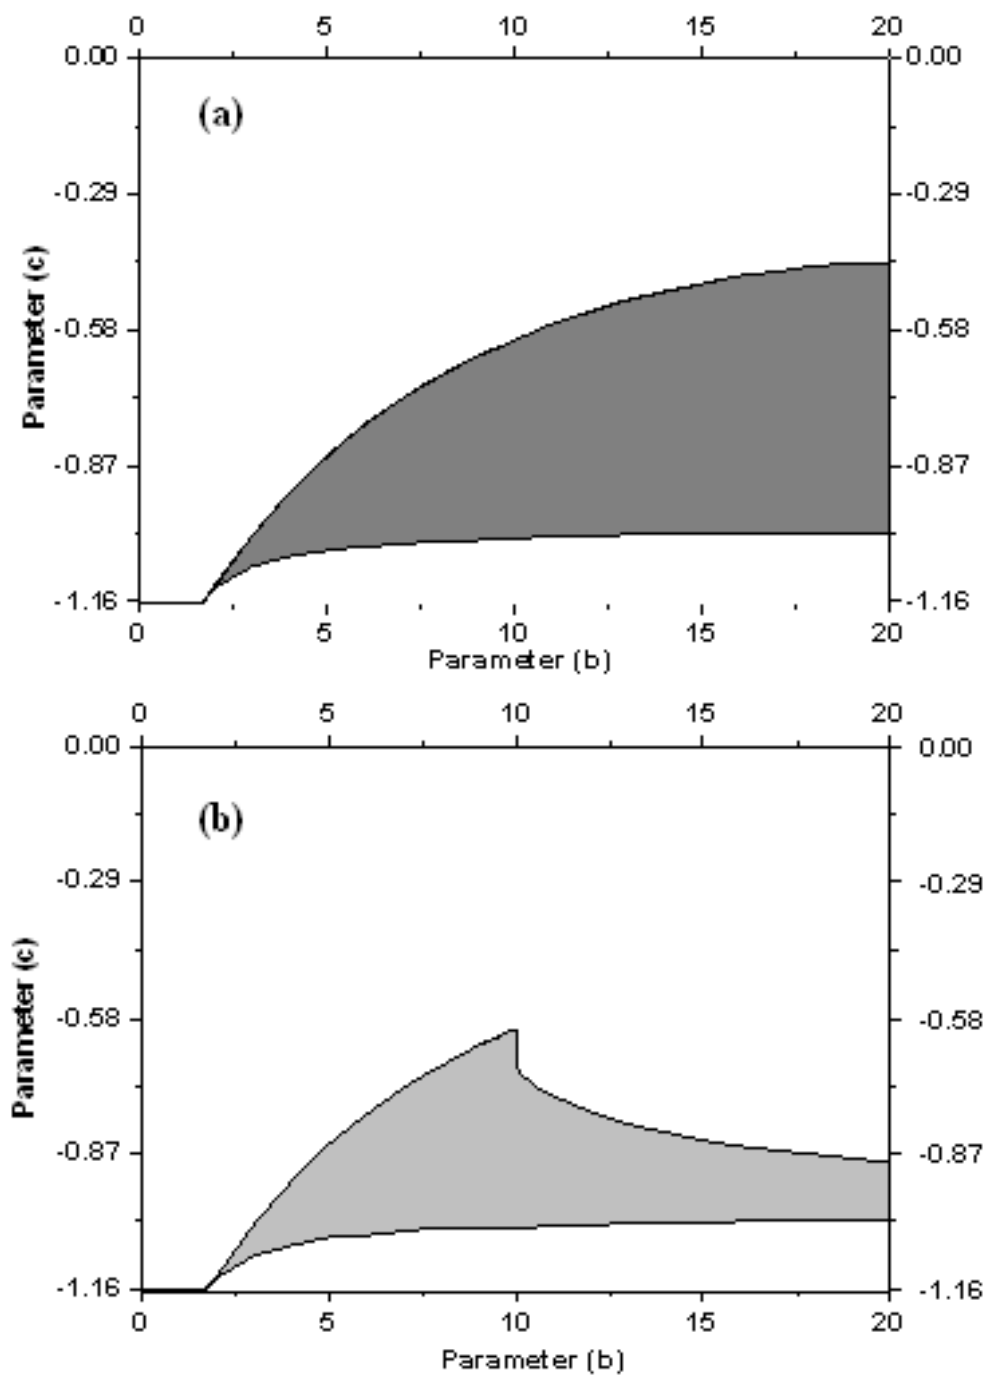 0 5 10 15 20
0.00 0.00
(a)
-0.29 -0.29
Parameter (c)
-0.58 -0.58
-0.87 -0.87
-1.16 -1.16
0 5 10 15 20
Parameter (b)
0 5 10 15 20
0.00 0.00
(b)
-0.29 -0.29
Parameter (c)
-0.58 -0.58
-0.87 -0.87
-1.16 -1.16
0 5 10 15 20
Parameter (b)